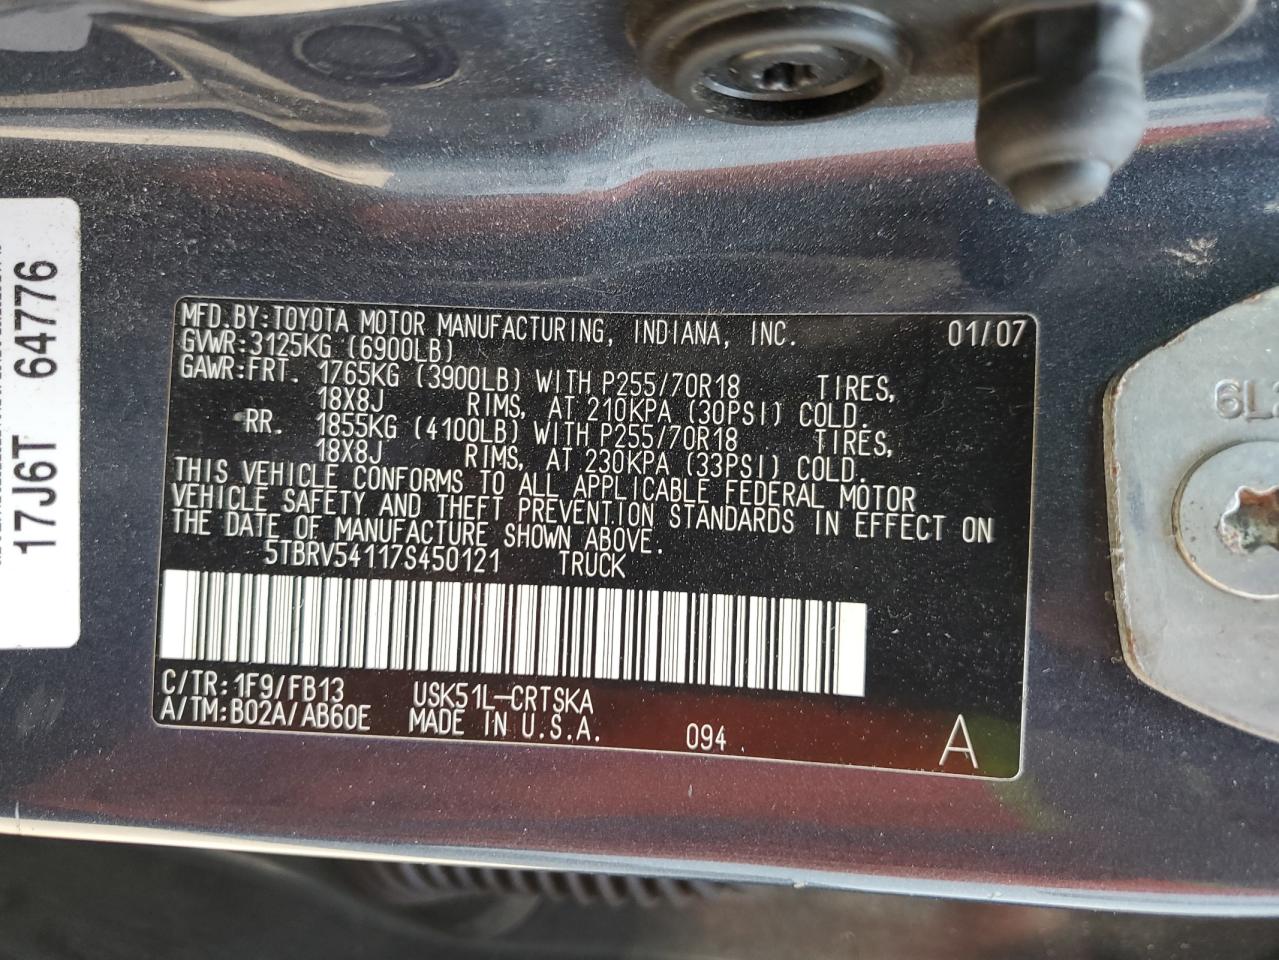 MFD.BY:TOYOTA MOTOR MANUFACTURING, INDIANA, INC. 01/07
GVWR:3125KG (6900LB)
GAWR:FRT. 1765KG (3900LB) WITH P255/70R18 TIRES,
18X8J RIMS, AT 210KPA (30PSI) COLD.
RR. 1855KG (4100LB) WITH P255/70R18 TIRES,
18X8J RIMS, AT 230KPA (33PSI) COLD.
THIS VEHICLE CONFORMS TO ALL APPLICABLE FEDERAL MOTOR
VEHICLE SAFETY AND THEFT PREVENTION STANDARDS IN EFFECT ON
THE DATE OF MANUFACTURE SHOWN ABOVE.
5TBRV54117S450121 TRUCK
C/TR:1F9/FB13 USK51L-CRTSKA
A/TM:B02A/AB60E MADE IN U.S.A. 094 A
17J6T 64776